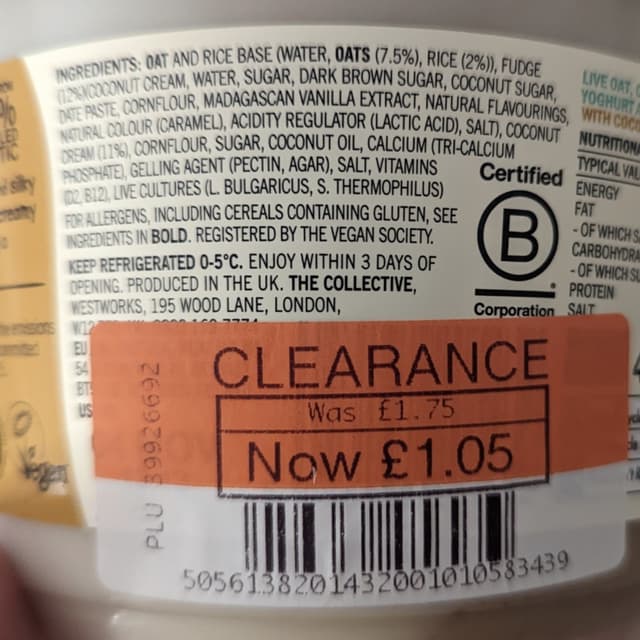 INGREDIENTS: OAT AND RICE BASE (WATER, OATS (7.5%), RICE (2%)), FUDGE
(12%)(COCONUT CREAM, WATER, SUGAR, DARK BROWN SUGAR, COCONUT SUGAR,
DATE PASTE, CORNFLOUR, MADAGASCAN VANILLA EXTRACT, NATURAL FLAVOURINGS,
NATURAL COLOUR (CARAMEL), ACIDITY REGULATOR (LACTIC ACID), SALT), COCONUT
CREAM (11%), CORNFLOUR, SUGAR, COCONUT OIL, CALCIUM (TRI-CALCIUM
PHOSPHATE), GELLING AGENT (PECTIN, AGAR), SALT, VITAMINS
(D2, B12), LIVE CULTURES (L. BULGARICUS, S. THERMOPHILUS)
FOR ALLERGENS, INCLUDING CEREALS CONTAINING GLUTEN, SEE
INGREDIENTS IN BOLD. REGISTERED BY THE VEGAN SOCIETY.
KEEP REFRIGERATED 0-5°C. ENJOY WITHIN 3 DAYS OF
OPENING. PRODUCED IN THE UK. THE COLLECTIVE,
WESTWORKS, 195 WOOD LANE, LONDON,
W12
EU
54
US
Certified
B
Corporation
LIVE OAT,
YOGHURT
WITH
TYPICAL
ENERGY
FAT
- OF WHICH
- OF WHICH
PROTEIN
SALT
Vegan
CLEARANCE
Was £1.75
Now £1.05
PLU 39926692
505613820143200101058​3439